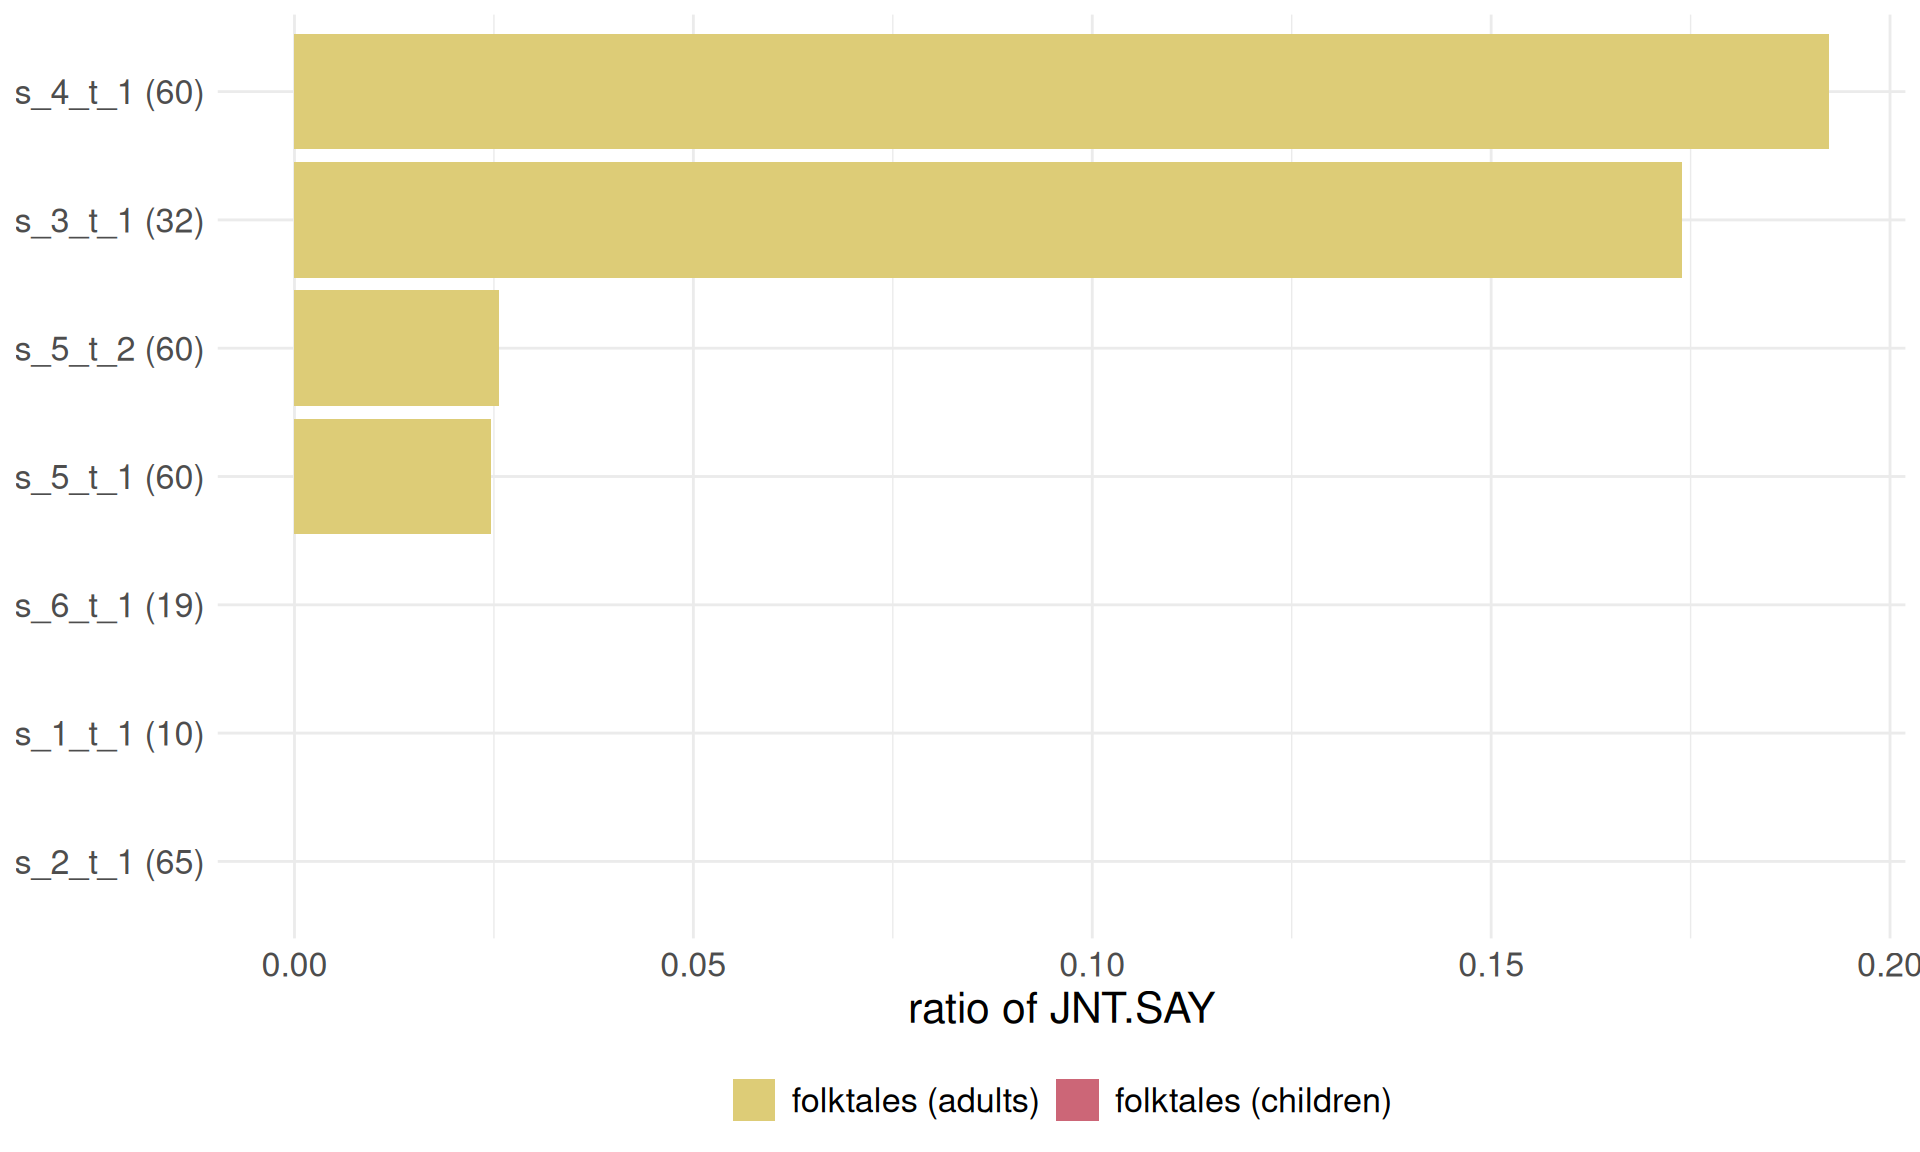 s_4_t_1 (60)
s_3_t_1 (32)
s_5_t_2 (60)
s_5_t_1 (60)
s_6_t_1 (19)
s_1_t_1 (10)
s_2_t_1 (65)
0.00 0.05 0.10 0.15 0.20
ratio of JNT.SAY
folktales (adults) folktales (children)